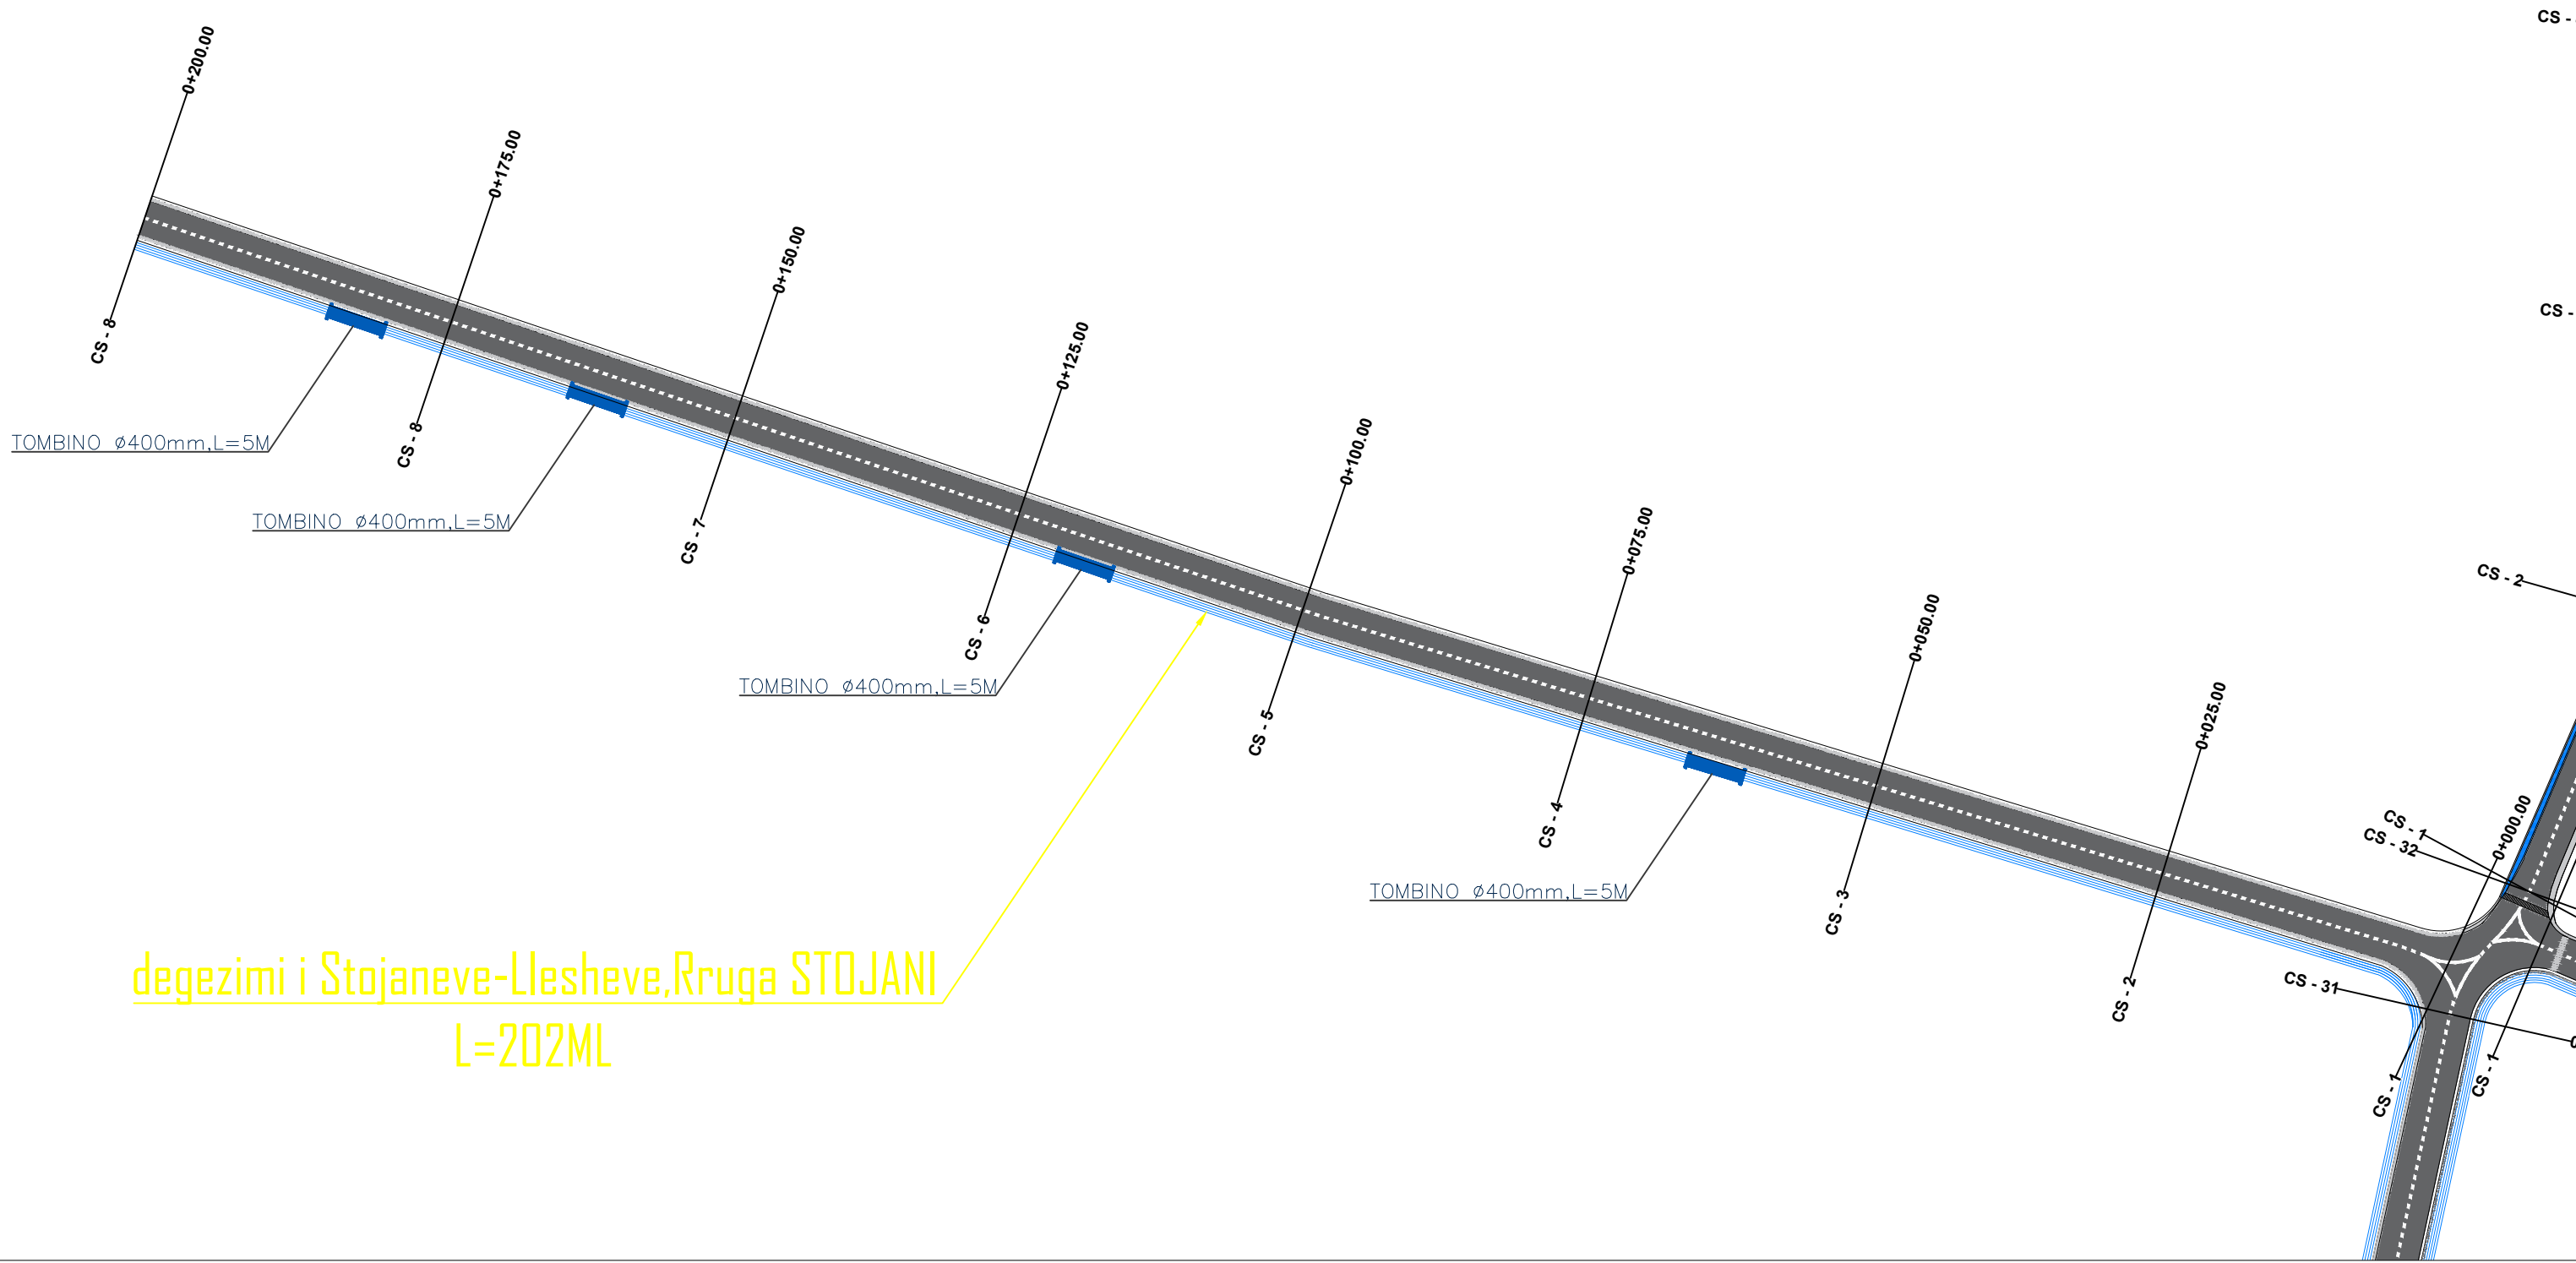 0+200.00
0+175.00
0+150.00
0+125.00
0+100.00
0+075.00
0+050.00
0+025.00
0+000.00
CS - 8
CS - 8
CS - 7
CS - 6
CS - 5
CS - 4
CS - 3
CS - 2
CS - 1
CS - 1
TOMBINO ø400mm,L=5M
TOMBINO ø400mm,L=5M
TOMBINO ø400mm,L=5M
TOMBINO ø400mm,L=5M
degezimi i Stojaneve-Llesheve,Rruga STOJANI
L=202ML
CS -
CS -
CS - 2
CS - 1
CS - 32
CS - 31